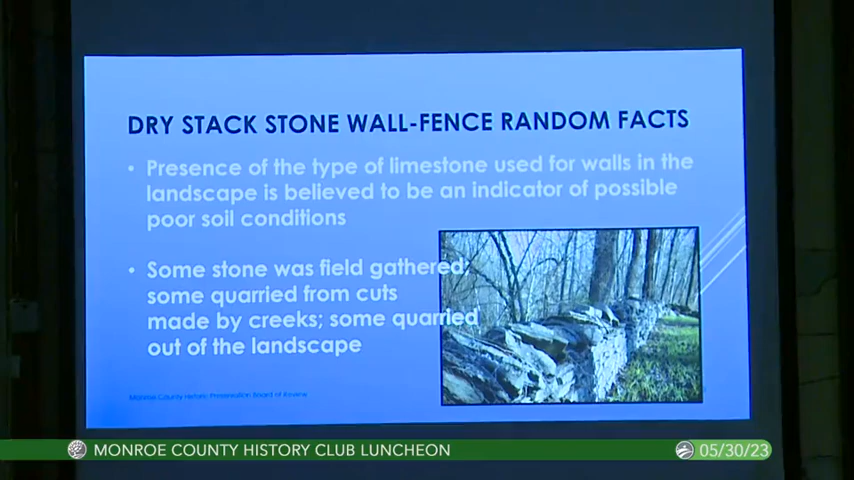 DRY STACK STONE WALL-FENCE RANDOM FACTS
• Presence of the type of limestone used for walls in the
landscape is believed to be an indicator of possible
poor soil conditions
• Some stone was field gathered;
some quarried from cuts
made by creeks; some quarried
out of the landscape
Monroe County Historic Preservation Board of Review
MONROE COUNTY HISTORY CLUB LUNCHEON
05/30/23